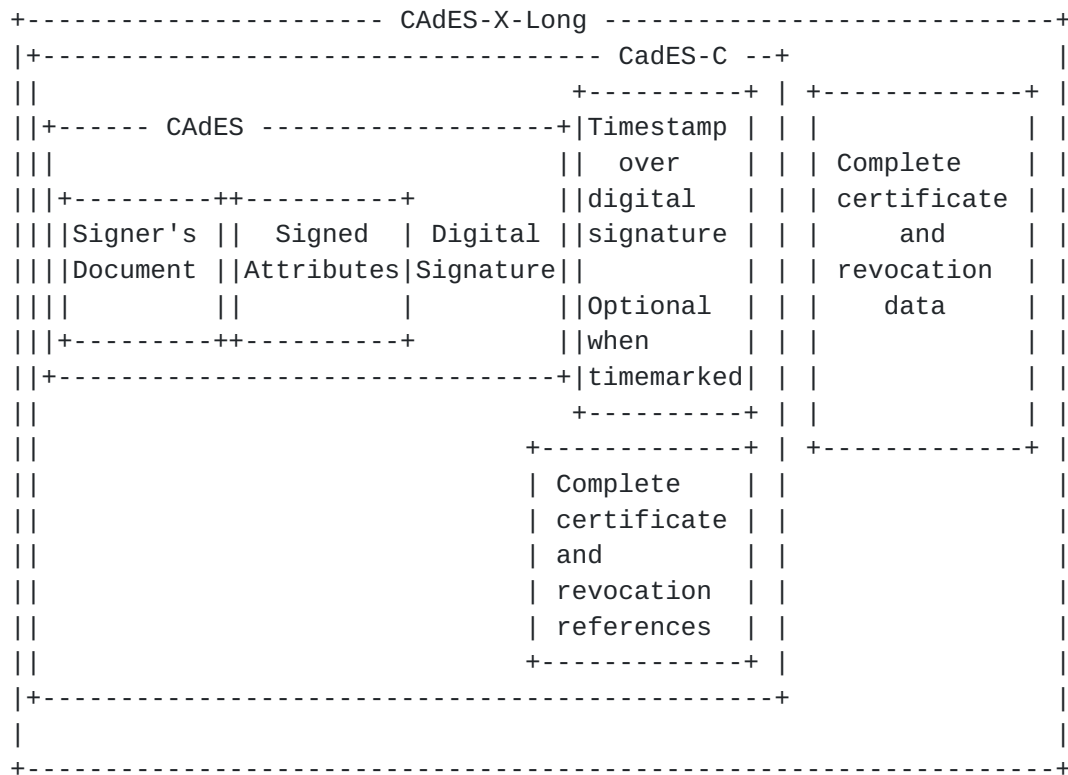 +----------------------- CAdES-X-Long -----------------------------+
|+------------------------------------ CadES-C --+                 |
||                                  +----------+ | +-------------+ |
||+------ CAdES -------------------+|Timestamp | | |             | |
|||                                ||  over    | | | Complete    | |
|||+---------++----------+         ||digital   | | | certificate | |
||||Signer's ||  Signed  | Digital ||signature | | |     and     | |
||||Document ||Attributes|Signature||          | | | revocation  | |
||||         ||          |         ||Optional  | | |    data     | |
|||+---------++----------+         ||when      | | |             | |
||+--------------------------------+|timemarked| | |             | |
||                                  +----------+ | |             | |
||                               +-------------+ | +-------------+ |
||                               | Complete    | |                 |
||                               | certificate | |                 |
||                               | and         | |                 |
||                               | revocation  | |                 |
||                               | references  | |                 |
||                               +-------------+ |                 |
|+-----------------------------------------------+                 |
|                                                                  |
+------------------------------------------------------------------+